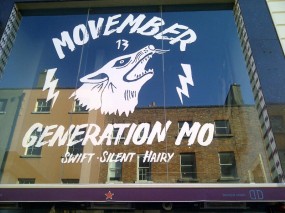 MOVEMBER
13
GENERATION MO
SWIFT · SILENT · HAIRY